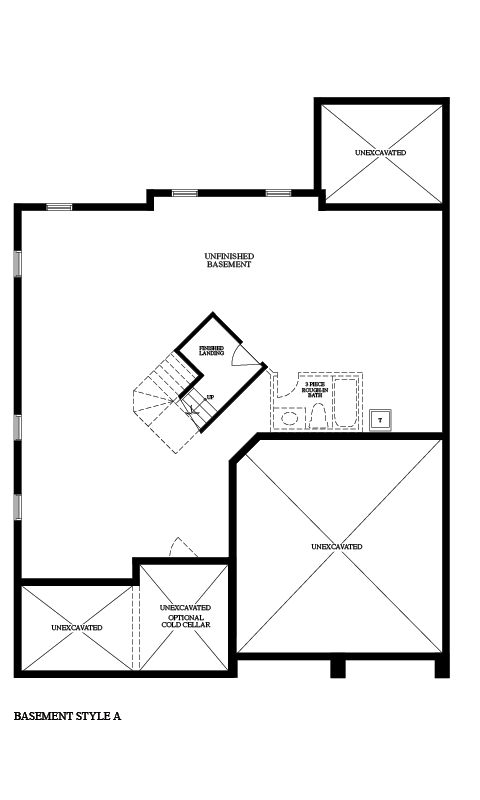 UNEXCAVATED
UNFINISHED
BASEMENT
FINISHED
LANDING
UP
3 PIECE
ROUGH-IN
BATH
T
UNEXCAVATED
UNEXCAVATED
OPTIONAL
COLD CELLAR
UNEXCAVATED
BASEMENT STYLE A